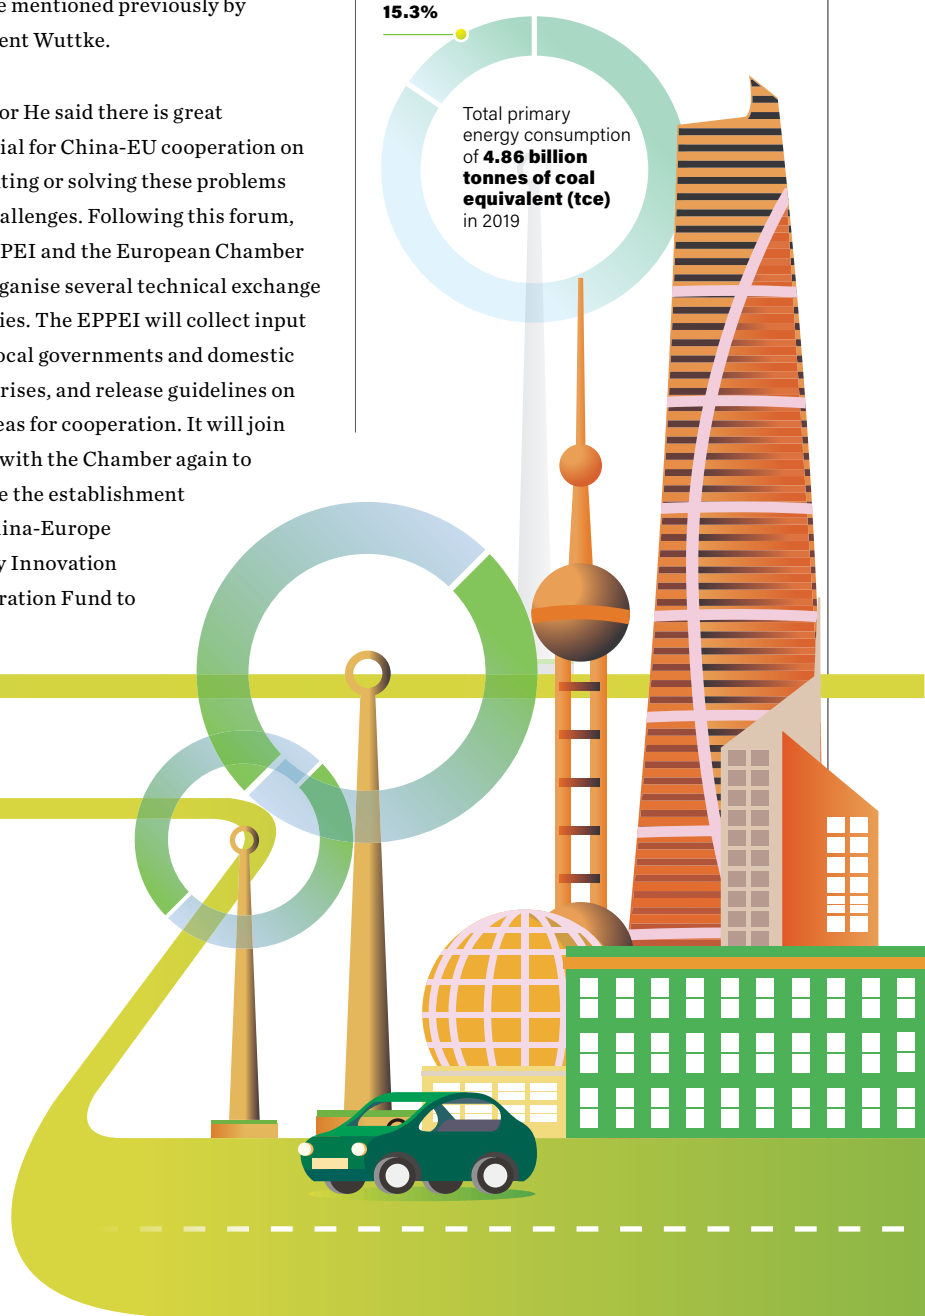 e mentioned previously by
ent Wuttke.
or He said there is great
ial for China-EU cooperation on
ting or solving these problems
allenges. Following this forum,
PPEI and the European Chamber
ganise several technical exchange
ies. The EPPEI will collect input
ocal governments and domestic
rises, and release guidelines on
eas for cooperation. It will join
with the Chamber again to
e the establishment
ina-Europe
y Innovation
ration Fund to
15.3%
Total primary
energy consumption
of 4.86 billion
tonnes of coal
equivalent (tce)
in 2019